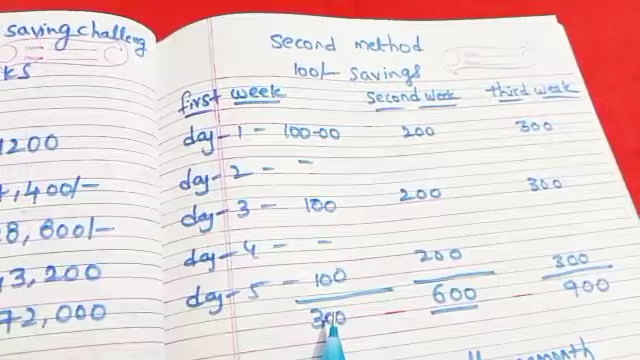 saving challeng
KS
1200
,400/-
8,800/-
3,200
72,000
second method
100/- savings
first week second week third week
day-1 - 100-00 200 300
day-2 - -
day-3 - 100 200 300
day-4 - -
day-5 - 100 200 300
300 600 900
month